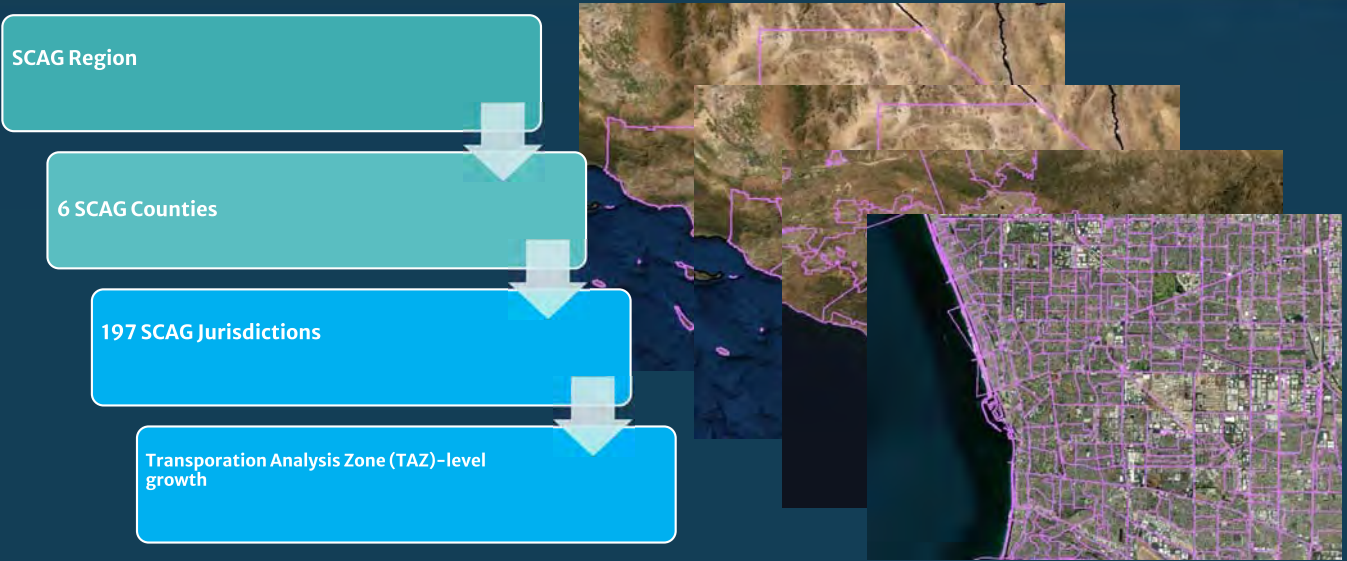 SCAG Region
6 SCAG Counties
197 SCAG Jurisdictions
Transporation Analysis Zone (TAZ)-level
growth